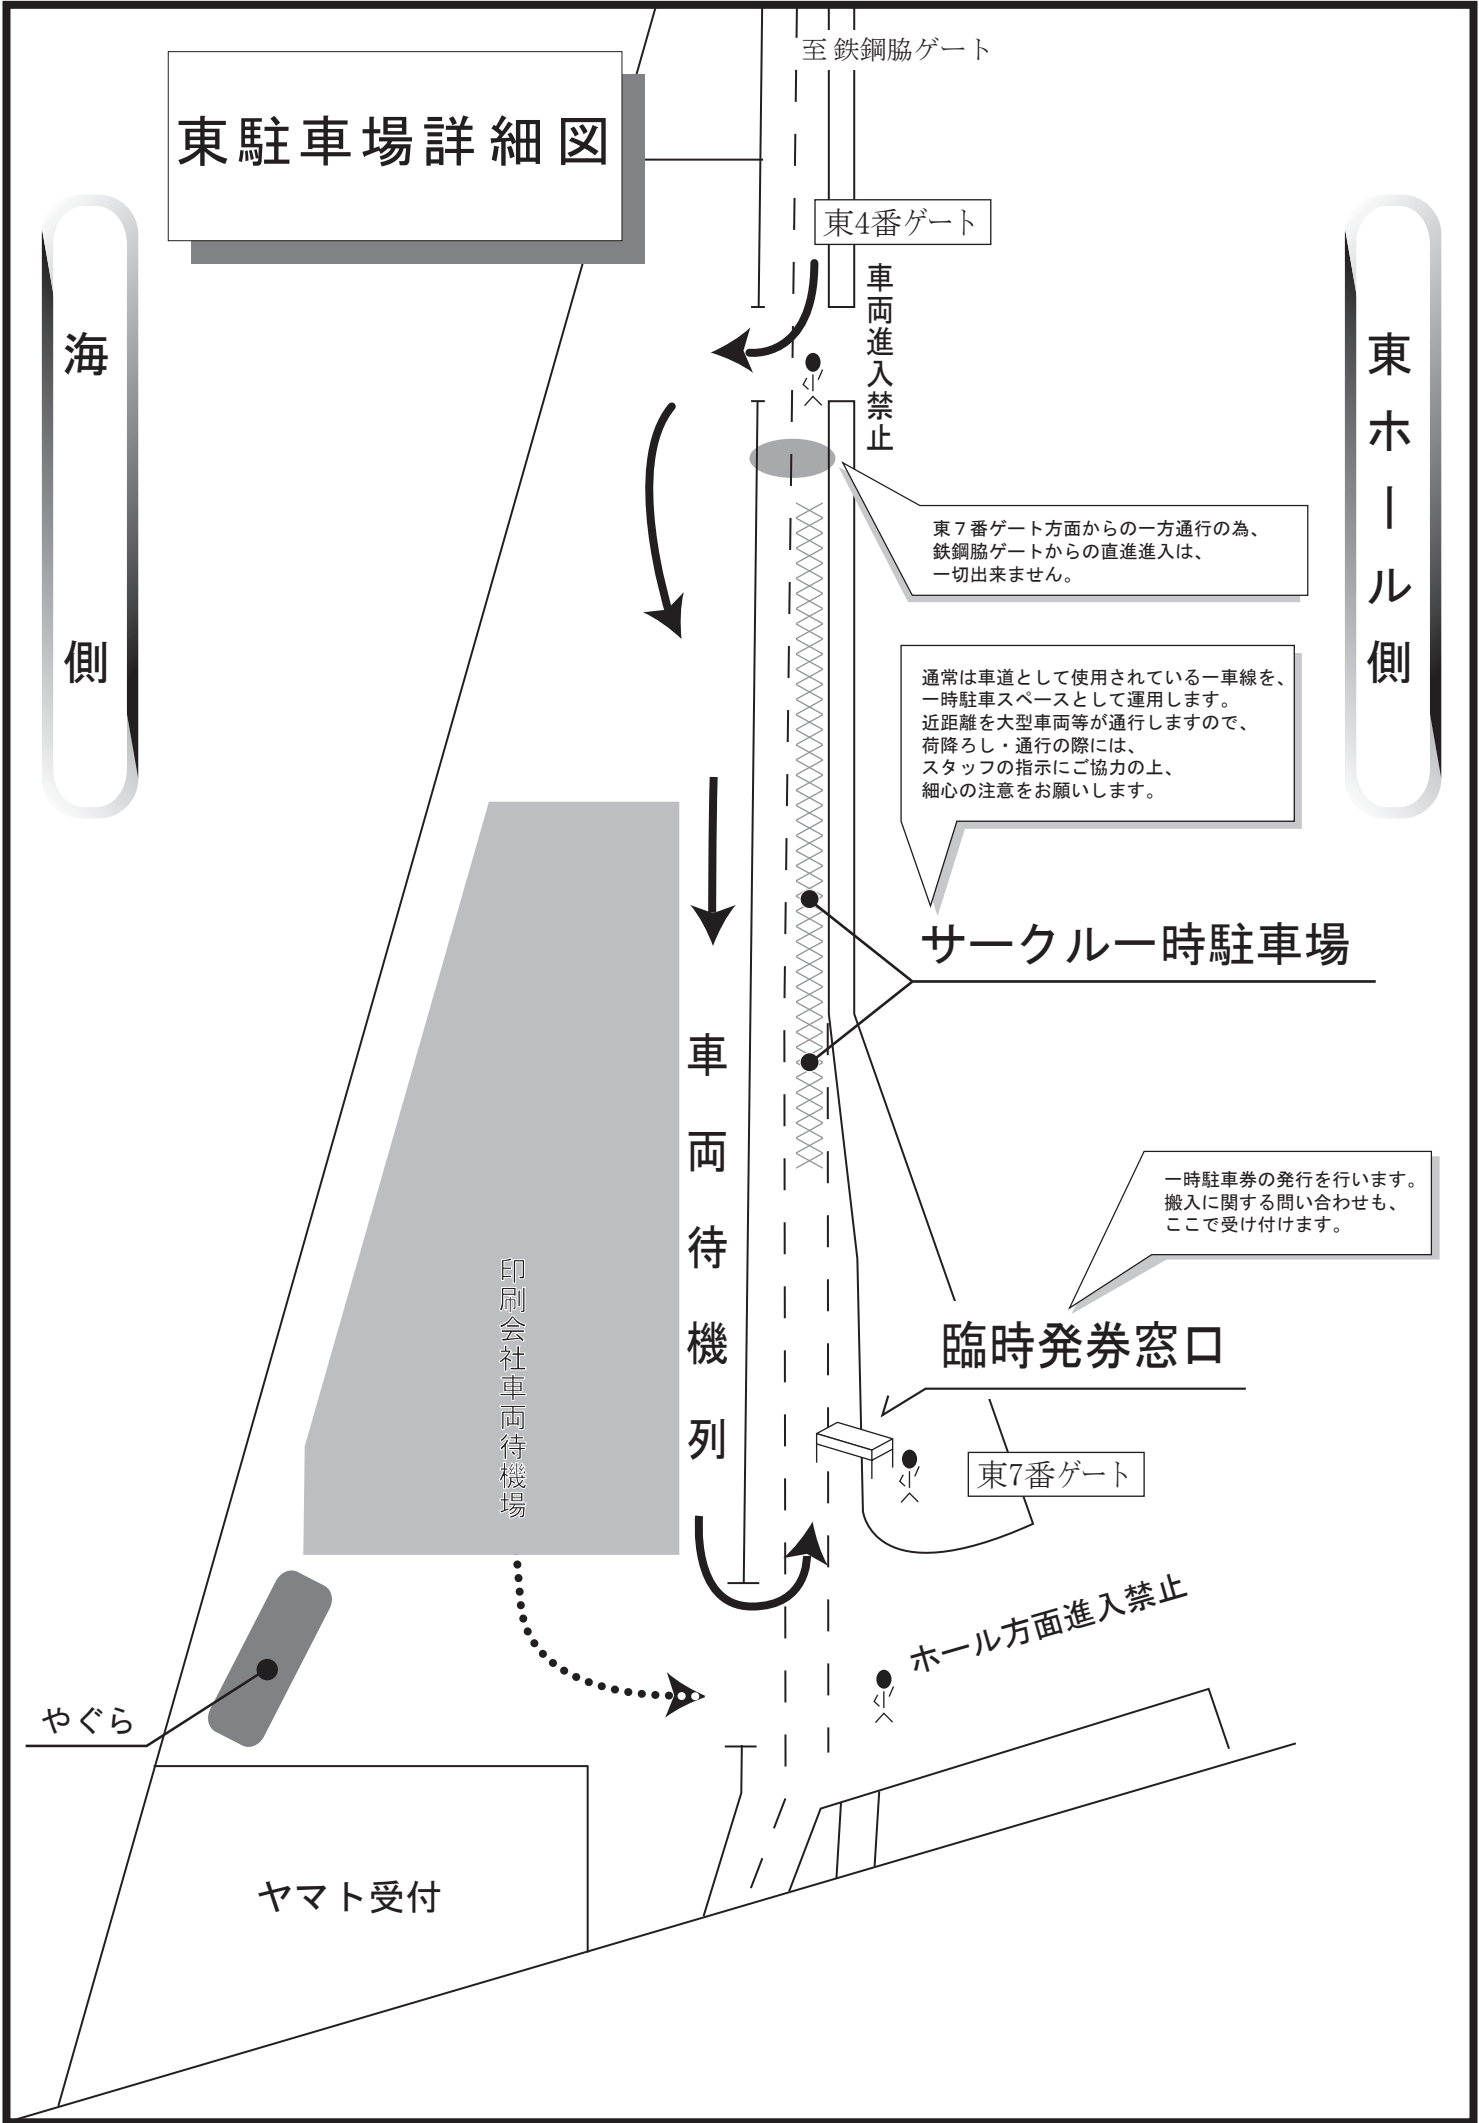 至 鉄鋼脇ゲート
東駐車場詳細図
東4番ゲート
車両進入禁止
海側
東ホール側
東７番ゲート方面からの一方通行の為、
鉄鋼脇ゲートからの直進進入は、
一切出来ません。
通常は車道として使用されている一車線を、
一時駐車スペースとして運用します。
近距離を大型車両等が通行しますので、
荷降ろし・通行の際には、
スタッフの指示にご協力の上、
細心の注意をお願いします。
サークル一時駐車場
車両待機列
一時駐車券の発行を行います。
搬入に関する問い合わせも、
ここで受け付けます。
印刷会社車両待機場
臨時発券窓口
東7番ゲート
ホール方面進入禁止
やぐら
ヤマト受付